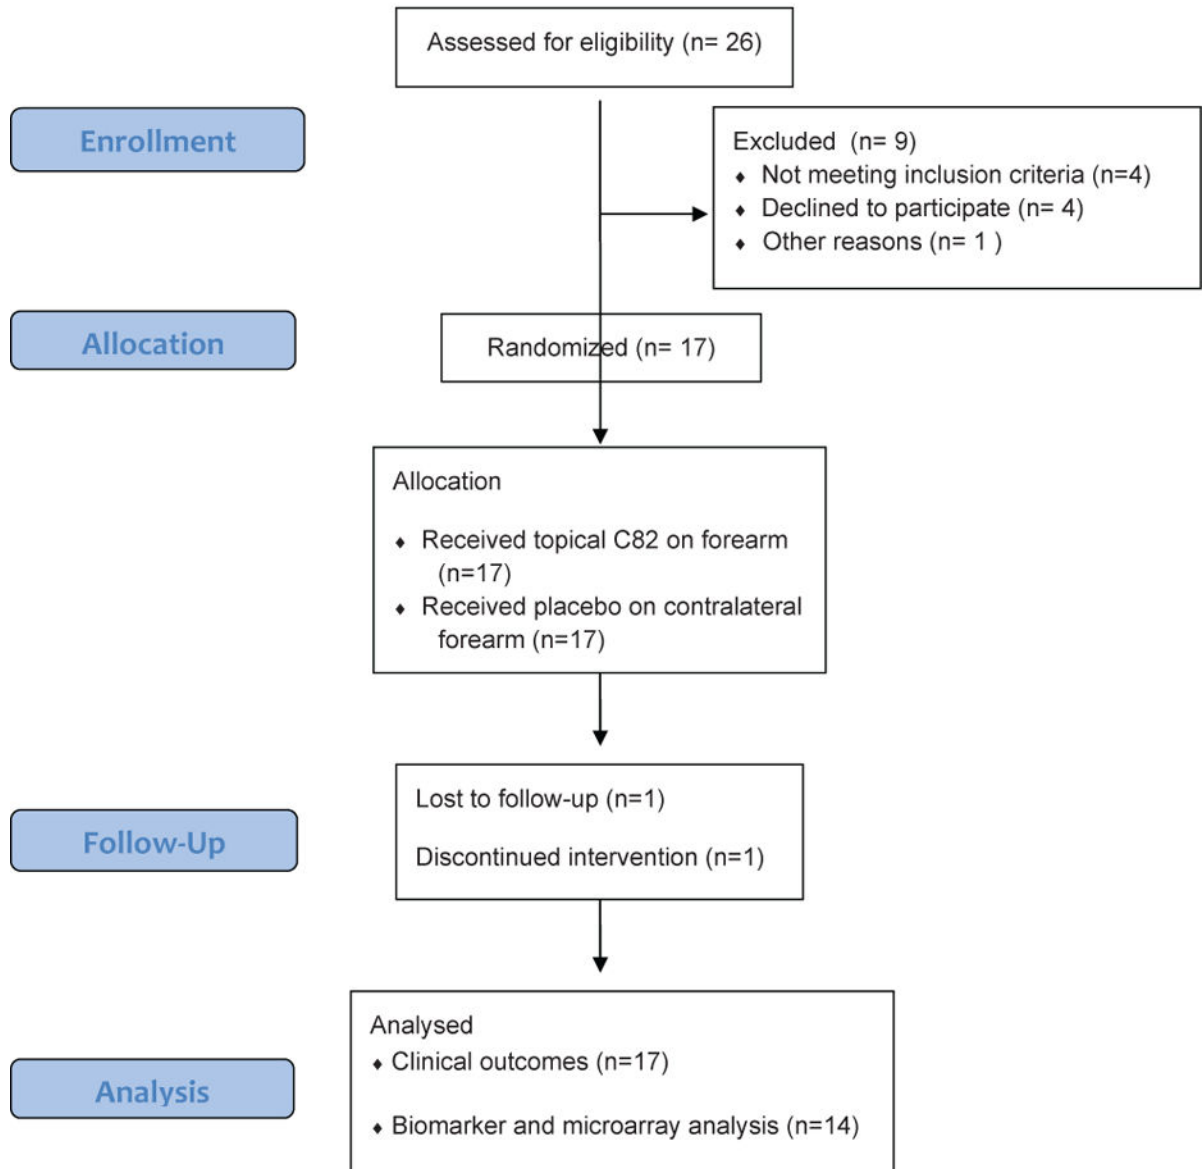 Assessed for eligibility (n= 26)
Enrollment
Excluded (n= 9)
♦ Not meeting inclusion criteria (n=4)
♦ Declined to participate (n= 4)
♦ Other reasons (n= 1 )
Allocation
Randomized (n= 17)
Allocation
♦ Received topical C82 on forearm
(n=17)
♦ Received placebo on contralateral
forearm (n=17)
Follow-Up
Lost to follow-up (n=1)
Discontinued intervention (n=1)
Analysis
Analysed
♦ Clinical outcomes (n=17)
♦ Biomarker and microarray analysis (n=14)